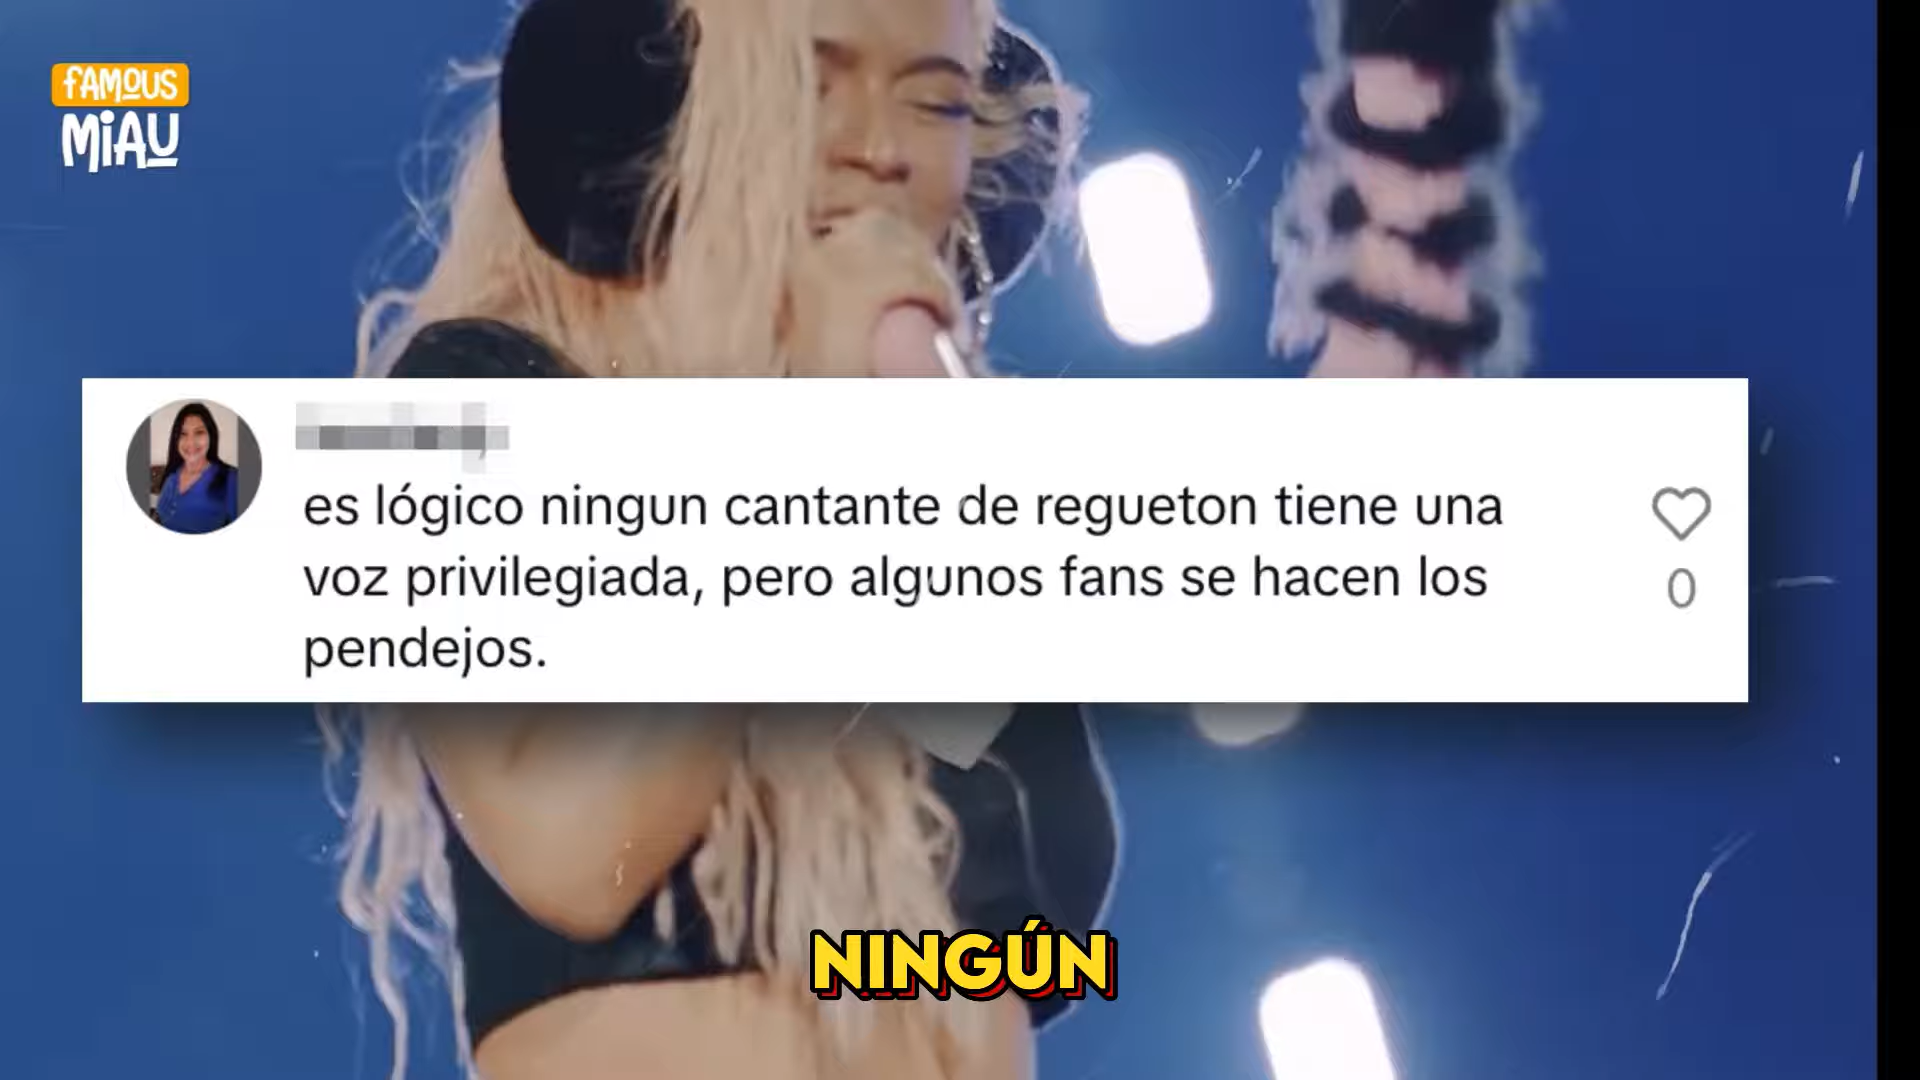 FAMOUS
MiAU
es lógico ningun cantante de regueton tiene una
voz privilegiada, pero algunos fans se hacen los
pendejos.
0
NINGÚN